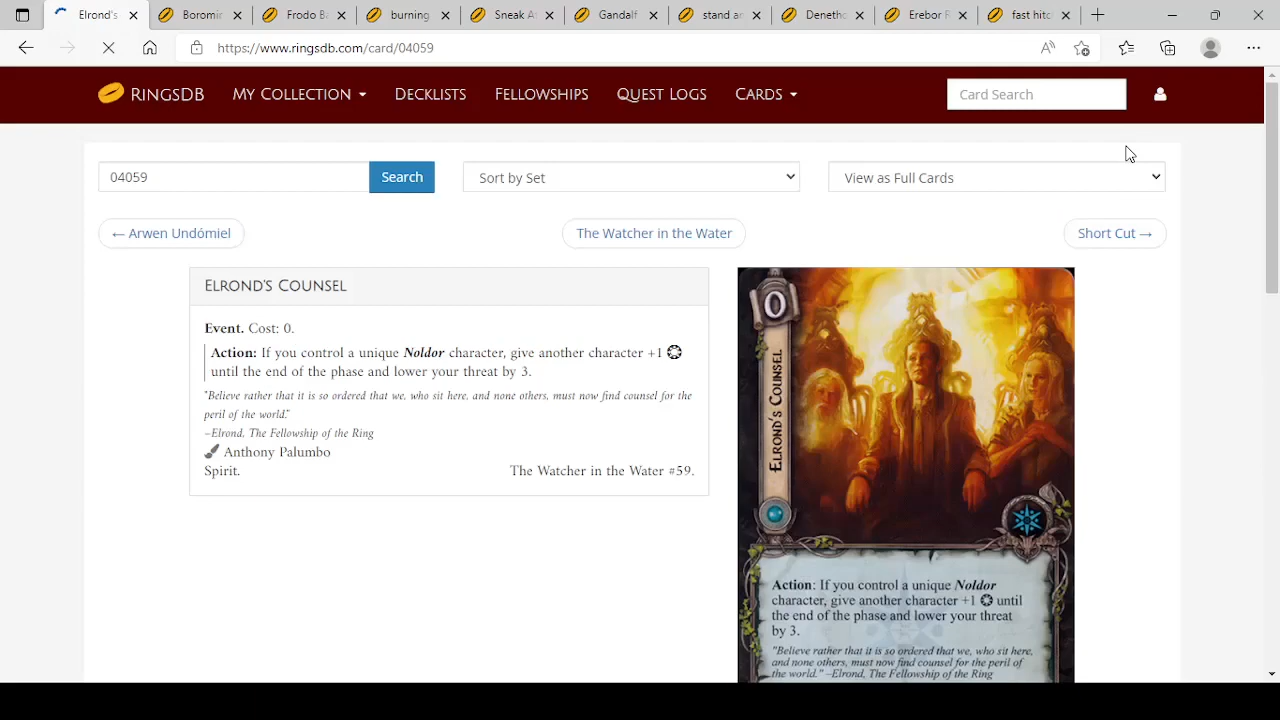 Elrond's
Boromir
Frodo Ba
burning
Sneak At
Gandalf
stand an
Denetho
Erebor
fast hitc
https://www.ringsdb.com/card/04059
RINGSDB
MY COLLECTION
DECKLISTS
FELLOWSHIPS
QUEST LOGS
CARDS
Card Search
04059
Search
Sort by Set
View as Full Cards
← Arwen Undómiel
The Watcher in the Water
Short Cut →
ELROND'S COUNSEL
Event. Cost: 0.
Action: If you control a unique Noldor character, give another character +1
until the end of the phase and lower your threat by 3.
"Believe rather that it is so ordered that we, who sit here, and none others, must now find counsel for the
peril of the world."
–Elrond, The Fellowship of the Ring
Anthony Palumbo
Spirit.
The Watcher in the Water #59.
0
ELROND'S COUNSEL
Action: If you control a unique Noldor
character, give another character +1 until
the end of the phase and lower your threat
by 3.
"Believe rather that it is so ordered that we, who sit here,
and none others, must now find counsel for the peril of
the world." –Elrond, The Fellowship of the Ring